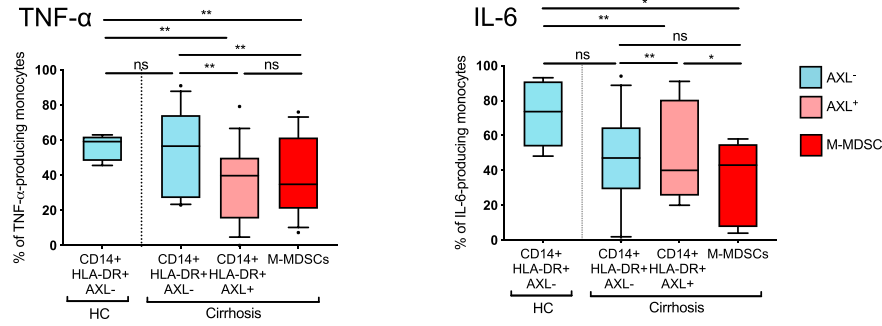 TNF-α
**
**
**
ns
**
ns
% of TNF-α-producing monocytes
100
80
60
40
20
0
CD14+
HLA-DR+
AXL-
CD14+
HLA-DR+
AXL-
CD14+
HLA-DR+
AXL+
M-MDSCs
HC
Cirrhosis
IL-6
*
**
ns
ns
**
*
% of IL-6-producing monocytes
100
80
60
40
20
0
CD14+
HLA-DR+
AXL-
CD14+
HLA-DR+
AXL-
CD14+
HLA-DR+
AXL+
M-MDSCs
HC
Cirrhosis
AXL-
AXL+
M-MDSC